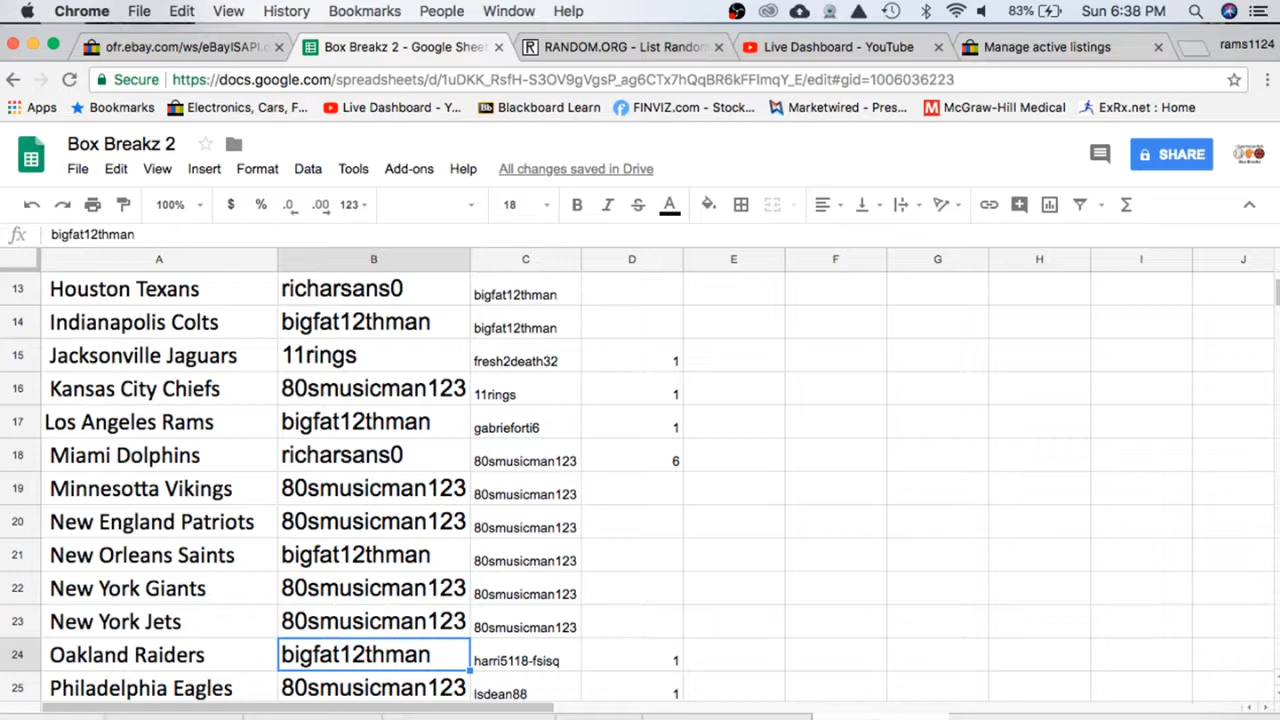 Chrome File Edit View History Bookmarks People Window Help 83% Sun 6:38 PM
ofr.ebay.com/ws/eBayISAPI.c Box Breakz 2 - Google Sheet RANDOM.ORG - List Random Live Dashboard - YouTube Manage active listings rams1124
Secure https://docs.google.com/spreadsheets/d/1uDKK_RsfH-S3OV9gVgsP_ag6CTx7hQqBR6kFFImqY_E/edit#gid=1006036223
Apps Bookmarks Electronics, Cars, F... Live Dashboard - Y... Blackboard Learn FINVIZ.com - Stock... Marketwired - Pres... McGraw-Hill Medical ExRx.net : Home
Box Breakz 2
SHARE
File Edit View Insert Format Data Tools Add-ons Help All changes saved in Drive
100% $ % .0 .00 123 18 B I S A
fx bigfat12thman
A B C D E F G H I J
13 Houston Texans richarsans0 bigfat12thman
14 Indianapolis Colts bigfat12thman bigfat12thman
15 Jacksonville Jaguars 11rings fresh2death32 1
16 Kansas City Chiefs 80smusicman123 11rings 1
17 Los Angeles Rams bigfat12thman gabrieforti6 1
18 Miami Dolphins richarsans0 80smusicman123 6
19 Minnesotta Vikings 80smusicman123 80smusicman123
20 New England Patriots 80smusicman123 80smusicman123
21 New Orleans Saints bigfat12thman 80smusicman123
22 New York Giants 80smusicman123 80smusicman123
23 New York Jets 80smusicman123 80smusicman123
24 Oakland Raiders bigfat12thman harri5118-fsisq 1
25 Philadelphia Eagles 80smusicman123 lsdean88 1